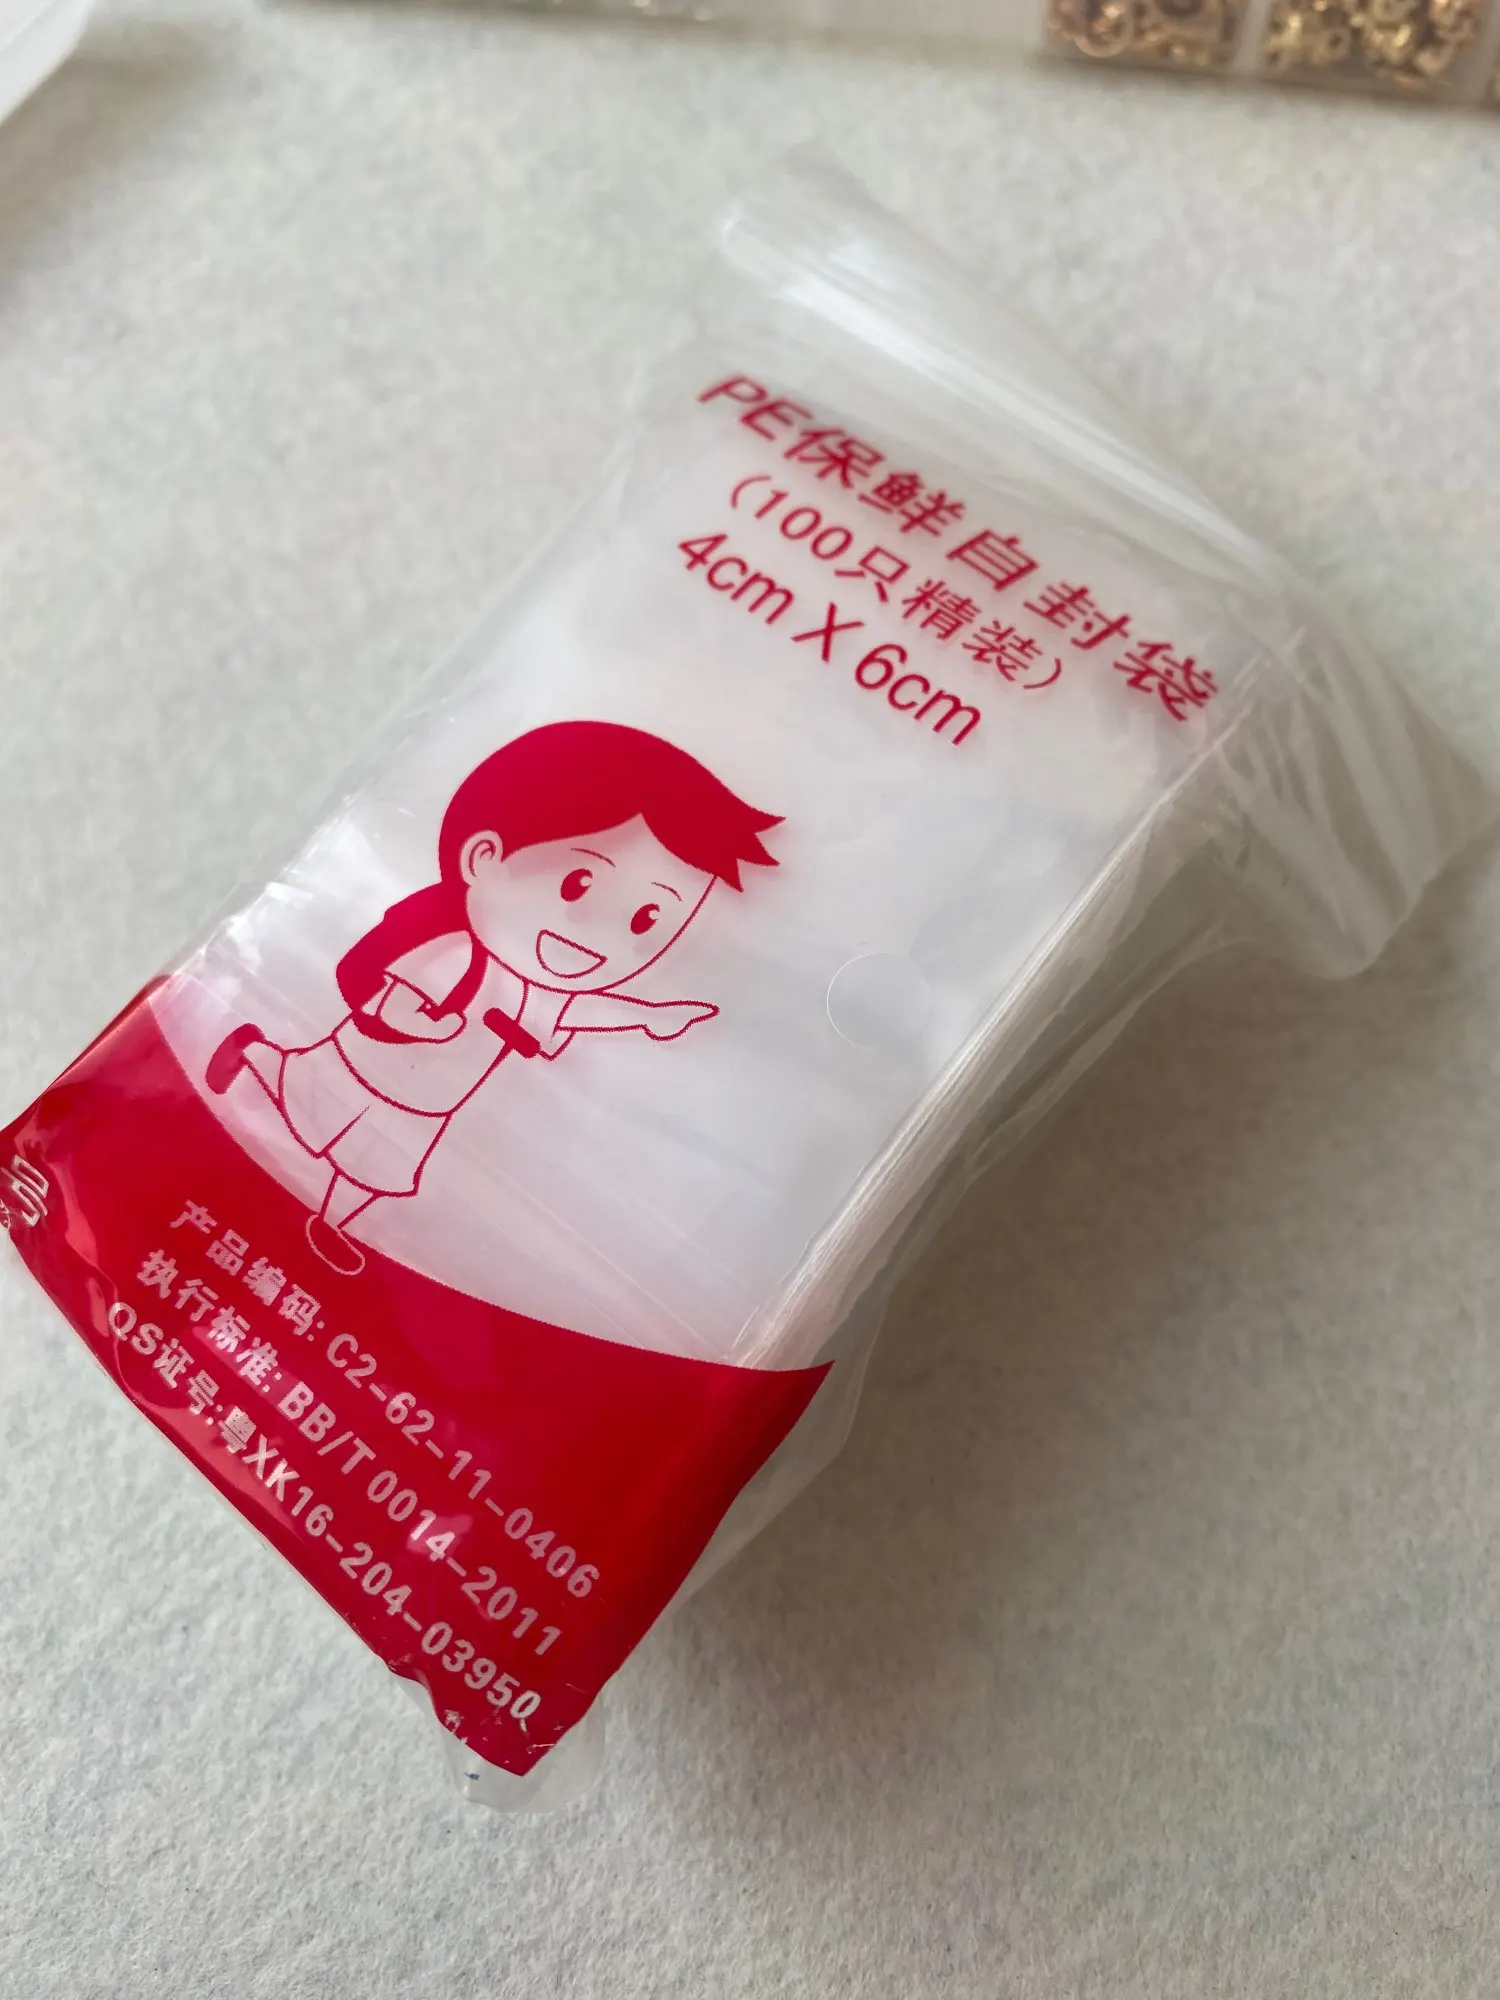 PE保鲜自封袋
（100只精装）
4cm X 6cm
号
产品编码: C2-62-11-0406
执行标准: BB/T 0014-2011
QS证号:粤XK16-204-03950